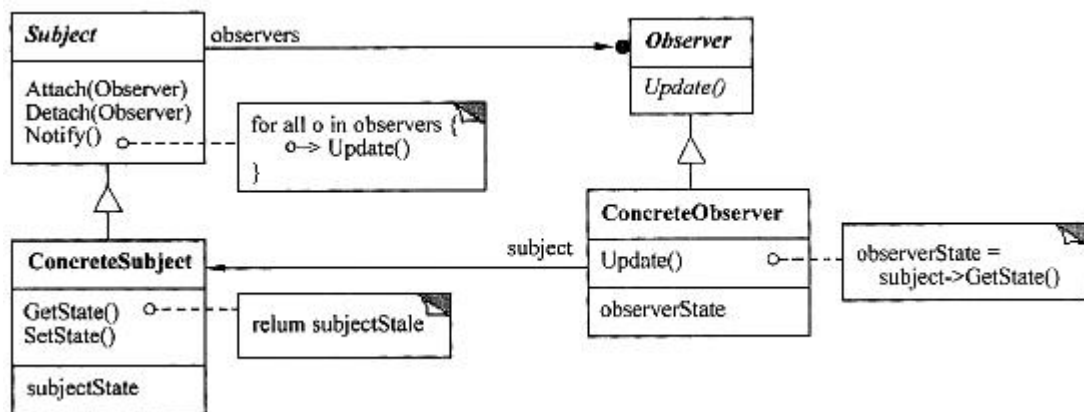 Subject
observers
Observer
Attach(Observer)
Detach(Observer)
Notify()
for all o in observers {
o-> Update()
}
Update()
ConcreteSubject
GetState()
SetState()
subjectState
relum subjectStale
subject
ConcreteObserver
Update()
observerState
observerState =
subject->GetState()